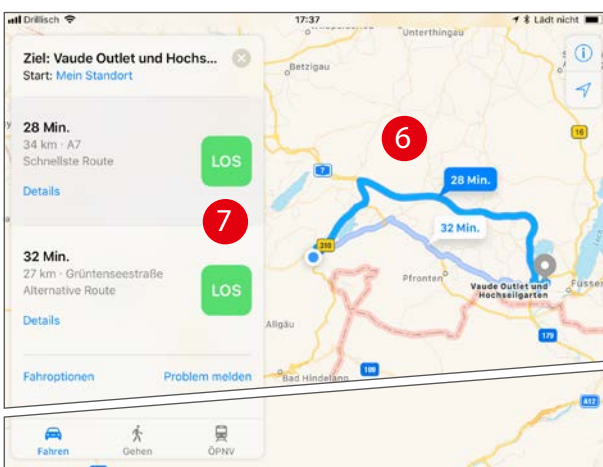 Drillisch
17:37
Lädt nicht
Ziel: Vaude Outlet und Hochs...
Start: Mein Standort
28 Min.
34 km · A7
Schnellste Route
LOS
Details
32 Min.
27 km · Grüntenseestraße
Alternative Route
LOS
Details
Fahroptionen
Problem melden
Fahren
Gehen
ÖPNV
Unterthingau
Betzigau
16
6
7
28 Min.
7
32 Min.
310
Pfronten
Vaude Outlet und
Hochseilgarten
Füssen
179
Allgäu
199
Bad Hindelang
A12